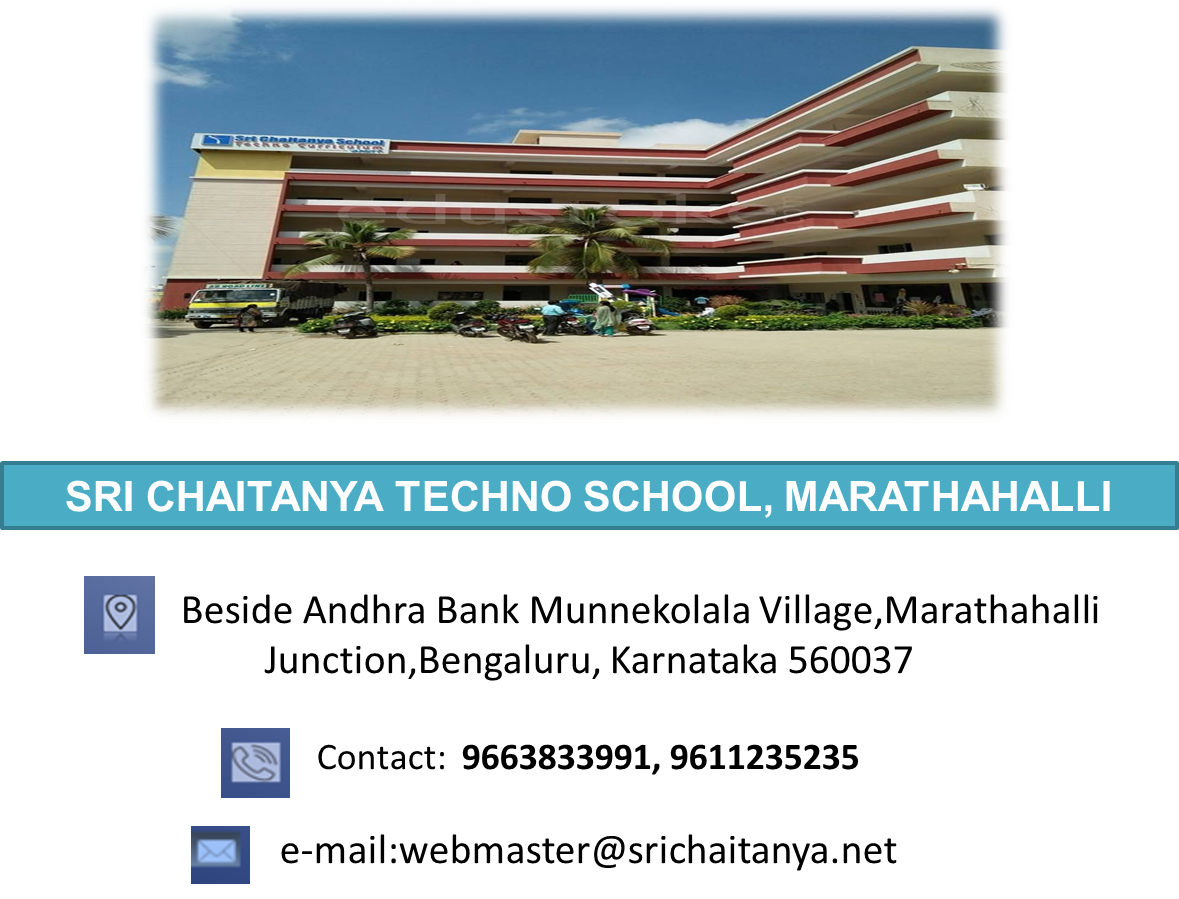 Sri Chaitanya School
Techno Curriculum
SRI CHAITANYA TECHNO SCHOOL, MARATHAHALLI
Beside Andhra Bank Munnekolala Village,Marathahalli
Junction,Bengaluru, Karnataka 560037
Contact: 9663833991, 9611235235
e-mail:webmaster@srichaitanya.net